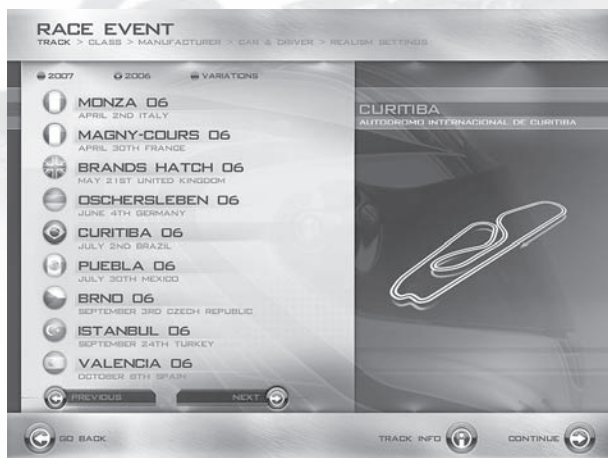 RACE EVENT
TRACK > CLASS > MANUFACTURER > CAR & DRIVER > REALISM SETTINGS
2007 2006 VARIATIONS
MONZA 06
APRIL 2ND ITALY
MAGNY-COURS 06
APRIL 30TH FRANCE
BRANDS HATCH 06
MAY 21ST UNITED KINGDOM
OSCHERSLEBEN 06
JUNE 4TH GERMANY
CURITIBA 06
JULY 2ND BRAZIL
PUEBLA 06
JULY 30TH MEXICO
BRNO 06
SEPTEMBER 3RD CZECH REPUBLIC
ISTANBUL 06
SEPTEMBER 24TH TURKEY
VALENCIA 06
OCTOBER 8TH SPAIN
PREVIOUS NEXT
CURITIBA
AUTODROMO INTERNACIONAL DE CURITIBA
GO BACK TRACK INFO CONTINUE